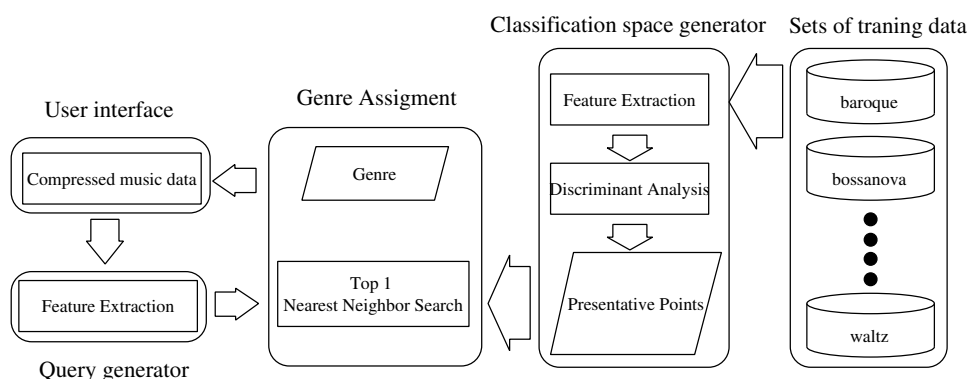 Classification space generator
Sets of traning data
User interface
Genre Assigment
Feature Extraction
baroque
Compressed music data
Genre
Discriminant Analysis
bossanova
Feature Extraction
Top 1
Nearest Neighbor Search
Presentative Points
waltz
Query generator